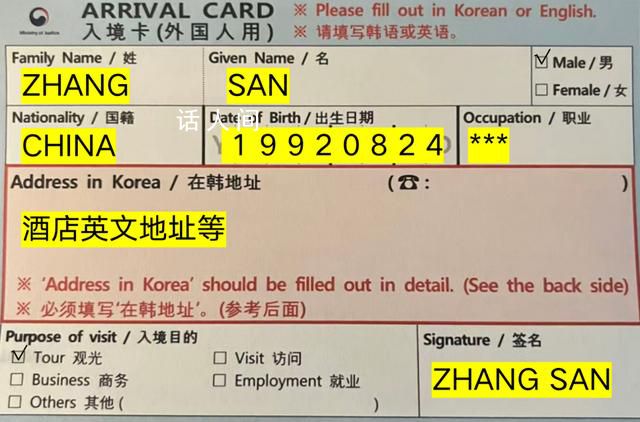 ARRIVAL CARD ※ Please fill out in Korean or English.
入境卡(外国人用) ※ 请填写韩语或英语。
Ministry of Justice
Family Name / 姓 Given Name / 名 Male / 男
ZHANG SAN Female / 女
Nationality / 国籍 Date of Birth / 出生日期 Occupation / 职业
话人间
CHINA 19920824 ***
Address in Korea / 在韩地址 (☎ :
酒店英文地址等
※ ‘Address in Korea’ should be filled out in detail. (See the back side)
※ 必须填写‘在韩地址’。(参考后面)
Purpose of visit / 入境目的 Signature / 签名
Tour 观光 Visit 访问
Business 商务 Employment 就业 ZHANG SAN
Others 其他 ( )